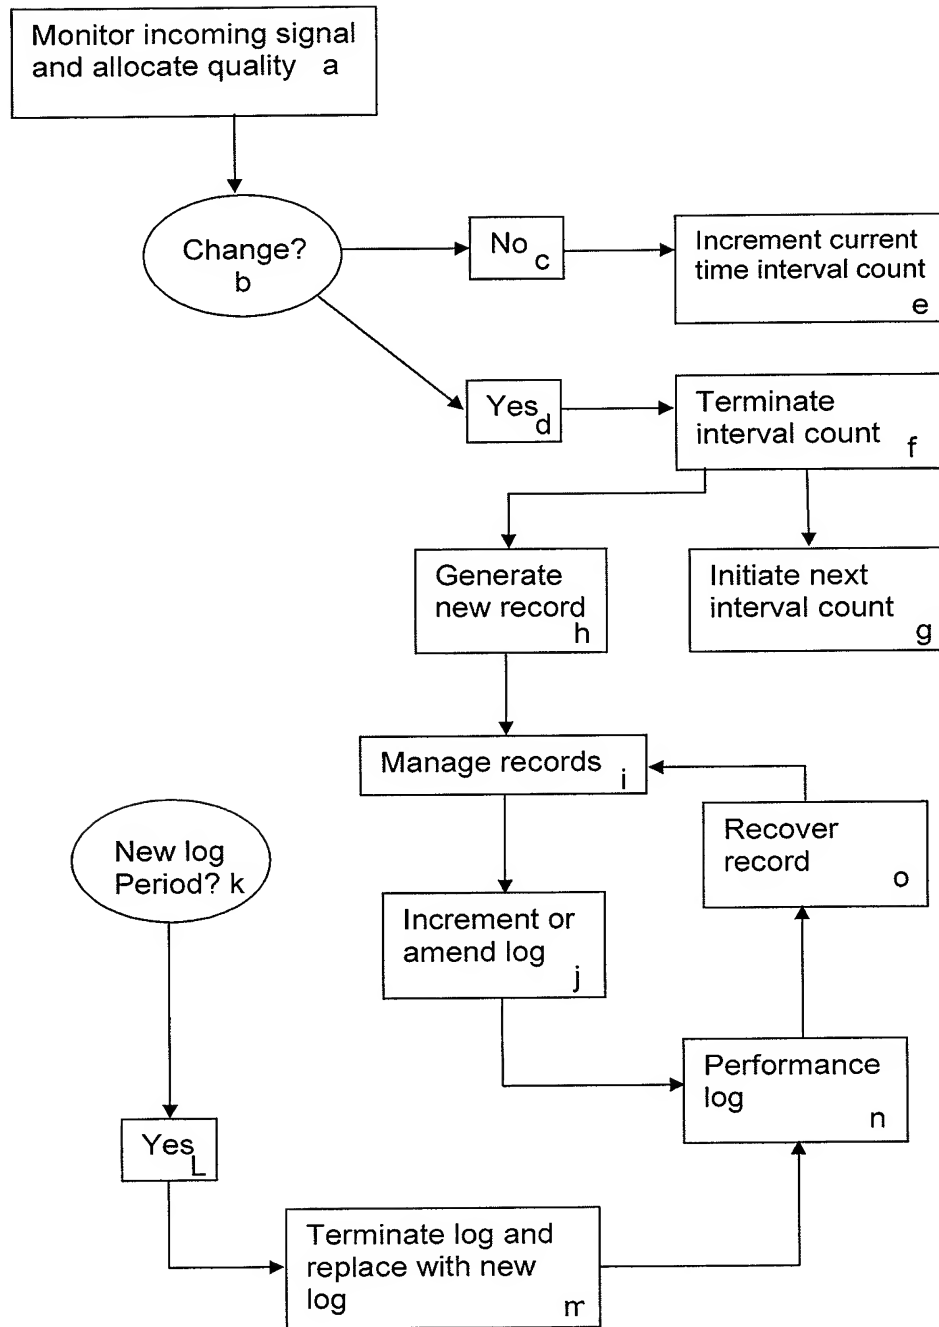 Monitor incoming signal
and allocate quality a
Change?
b
No c
Increment current
time interval count
e
Yes d
Terminate
interval count f
Generate
new record
h
Initiate next
interval count
g
Manage records i
New log
Period? k
Recover
record
o
Increment or
amend log
j
Performance
log
n
Yes L
Terminate log and
replace with new
log
m